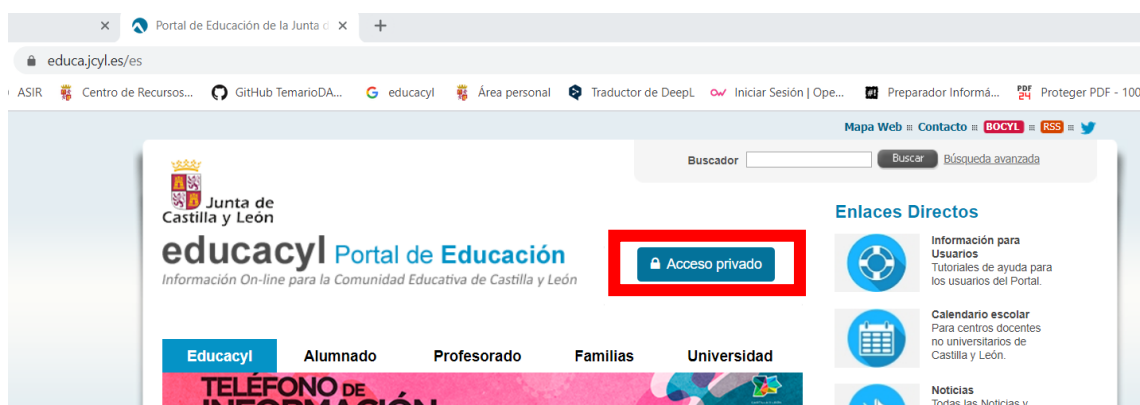 Portal de Educación de la Junta d
educa.jcyl.es/es
ASIR Centro de Recursos... GitHub TemarioDA... educacyl Área personal Traductor de DeepL Iniciar Sesión | Ope... Preparador Informá... Proteger PDF - 100
Mapa Web Contacto BOCYL RSS
Buscador Buscar Búsqueda avanzada
Junta de
Castilla y León
educacyl Portal de Educación
Información On-line para la Comunidad Educativa de Castilla y León
Acceso privado
Educacyl Alumnado Profesorado Familias Universidad
TELÉFONO DE
INFORMACIÓN
Enlaces Directos
Información para
Usuarios
Tutoriales de ayuda para
los usuarios del Portal.
Calendario escolar
Para centros docentes
no universitarios de
Castilla y León.
Noticias
Todas las Noticias y